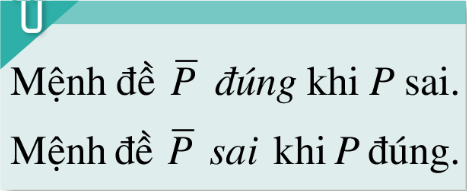 Mệnh đề P̅ đúng khi P sai.
Mệnh đề P̅ sai khi P đúng.